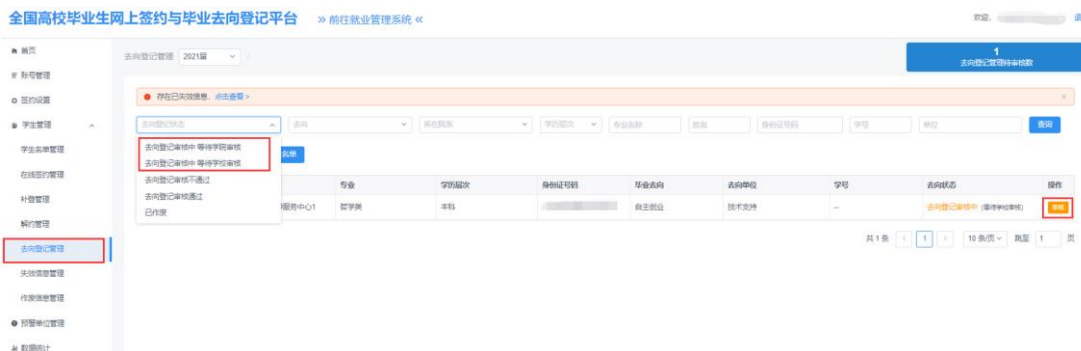 全国高校毕业生网上签约与毕业去向登记平台 » 前往就业管理系统 «
欢迎,
首页
账号管理
签约设置
学生管理
学生名单管理
在线签约管理
补登管理
解约管理
去向登记管理
失效信息管理
作废信息管理
预警单位管理
数据统计
去向登记管理 2021届
1
去向登记管理待审核数
存在已失效信息, 点击查看 >
去向登记状态 去向 所在院系 学历层次 专业名称 姓名 身份证号码 学号 单位 查询
去向登记审核中 等待学院审核
去向登记审核中 等待学校审核
去向登记审核不通过
去向登记审核通过
已作废
名单
专业 学历层次 身份证号码 毕业去向 去向单位 学号 去向状态 操作
服务中心1 哲学类 本科 自主创业 技术支持 -- 去向登记审核中 (等待学校审核) 审核
共 1 条 < 1 > 10 条/页 跳至 1 页